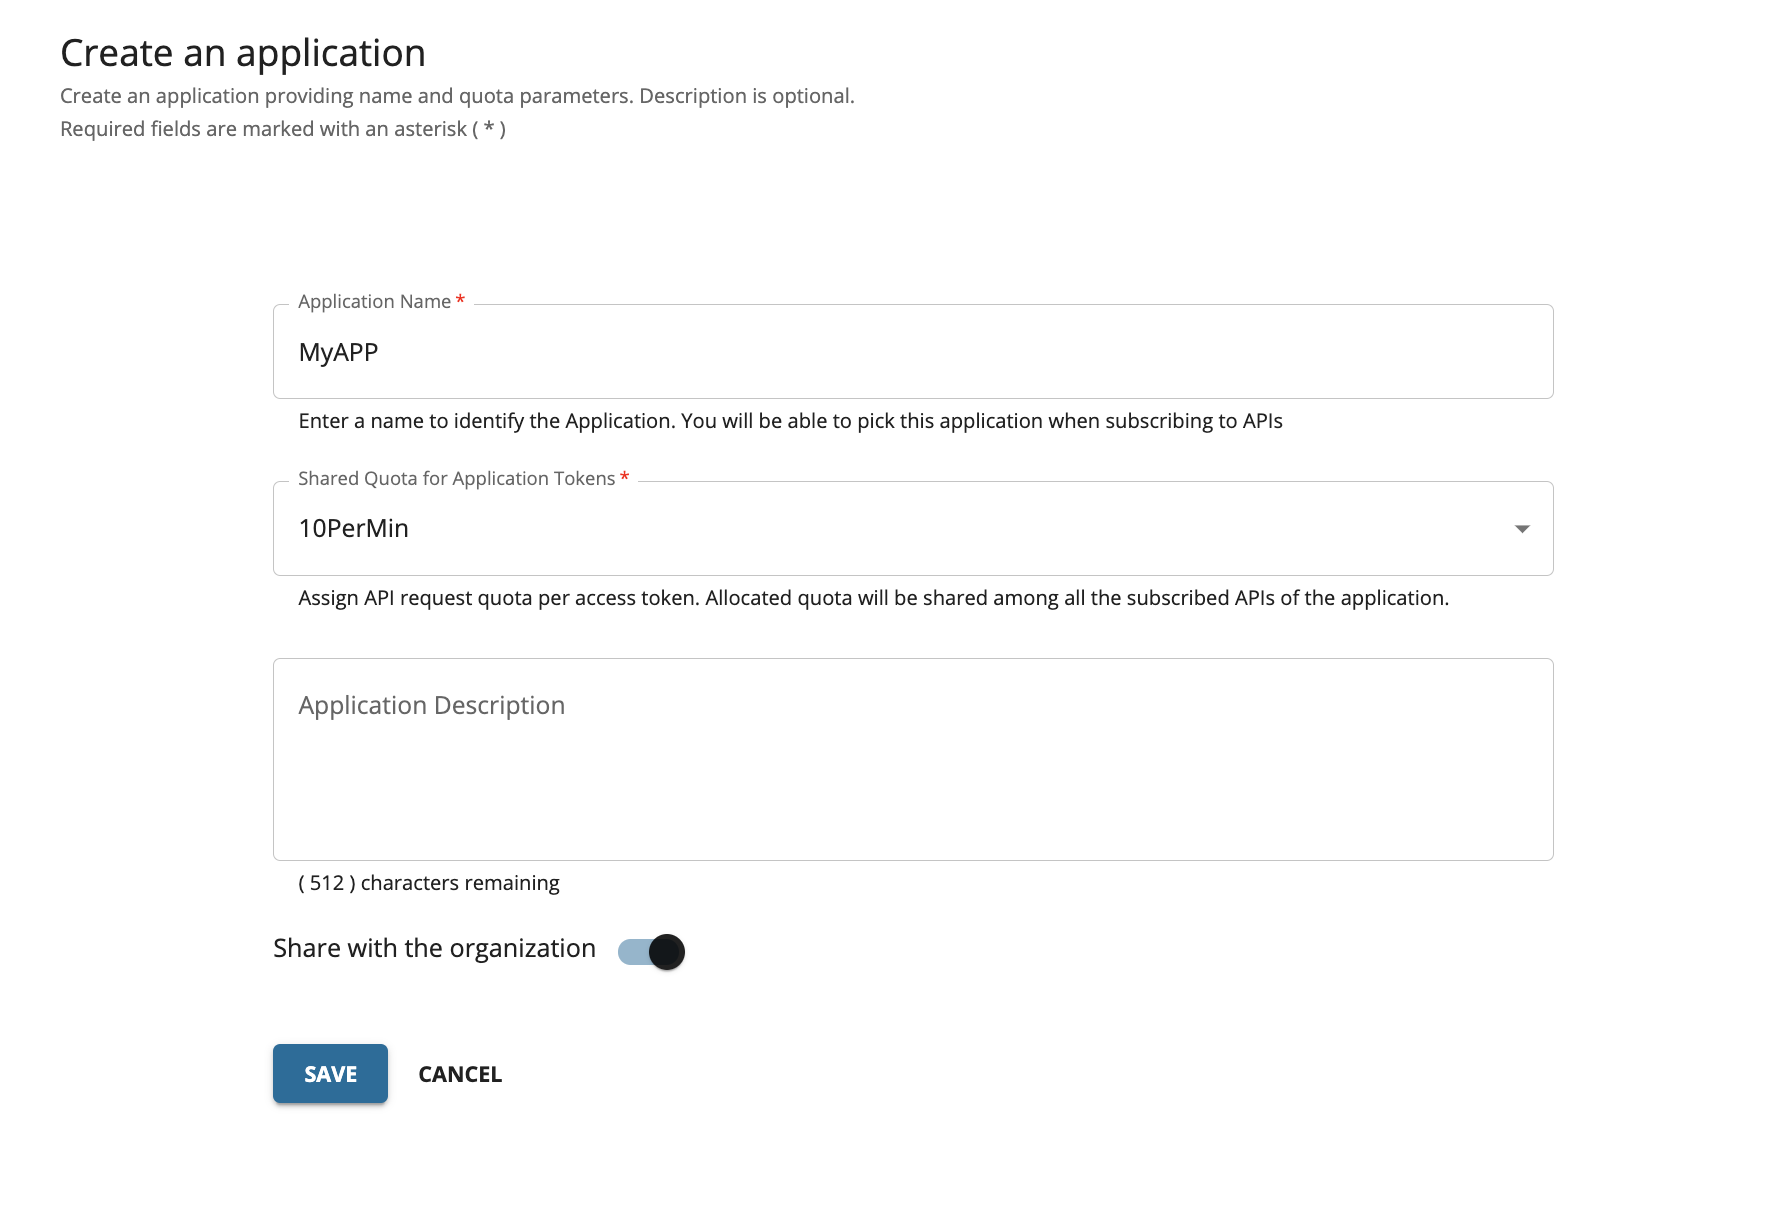 Create an application
Create an application providing name and quota parameters. Description is optional.
Required fields are marked with an asterisk ( * )
Application Name *
MyAPP
Enter a name to identify the Application. You will be able to pick this application when subscribing to APIs
Shared Quota for Application Tokens *
10PerMin
Assign API request quota per access token. Allocated quota will be shared among all the subscribed APIs of the application.
Application Description
( 512 ) characters remaining
Share with the organization
SAVE CANCEL